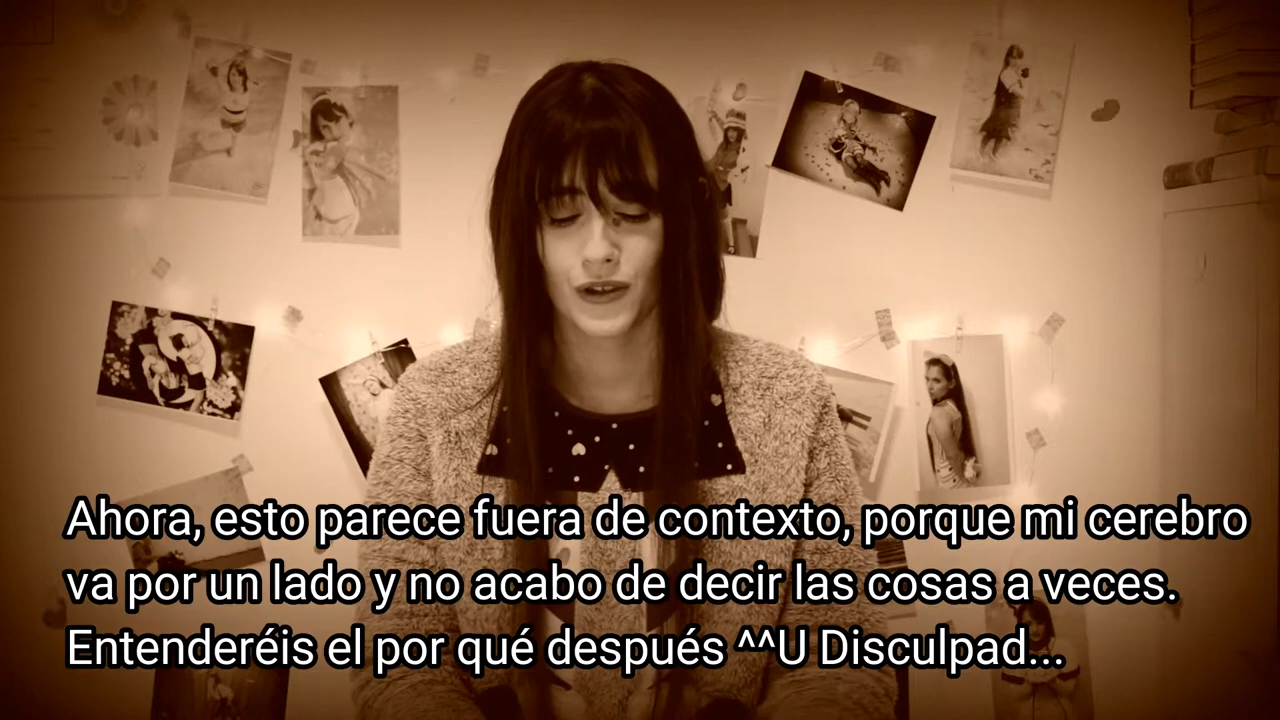 Ahora, esto parece fuera de contexto, porque mi cerebro
va por un lado y no acabo de decir las cosas a veces.
Entenderéis el por qué después ^^U Disculpad...